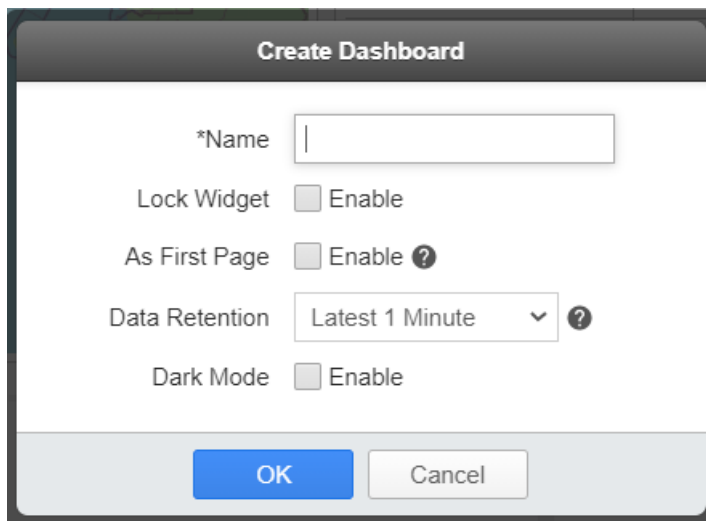 Create Dashboard
*Name
Lock Widget Enable
As First Page Enable ?
Data Retention Latest 1 Minute ?
Dark Mode Enable
OK Cancel